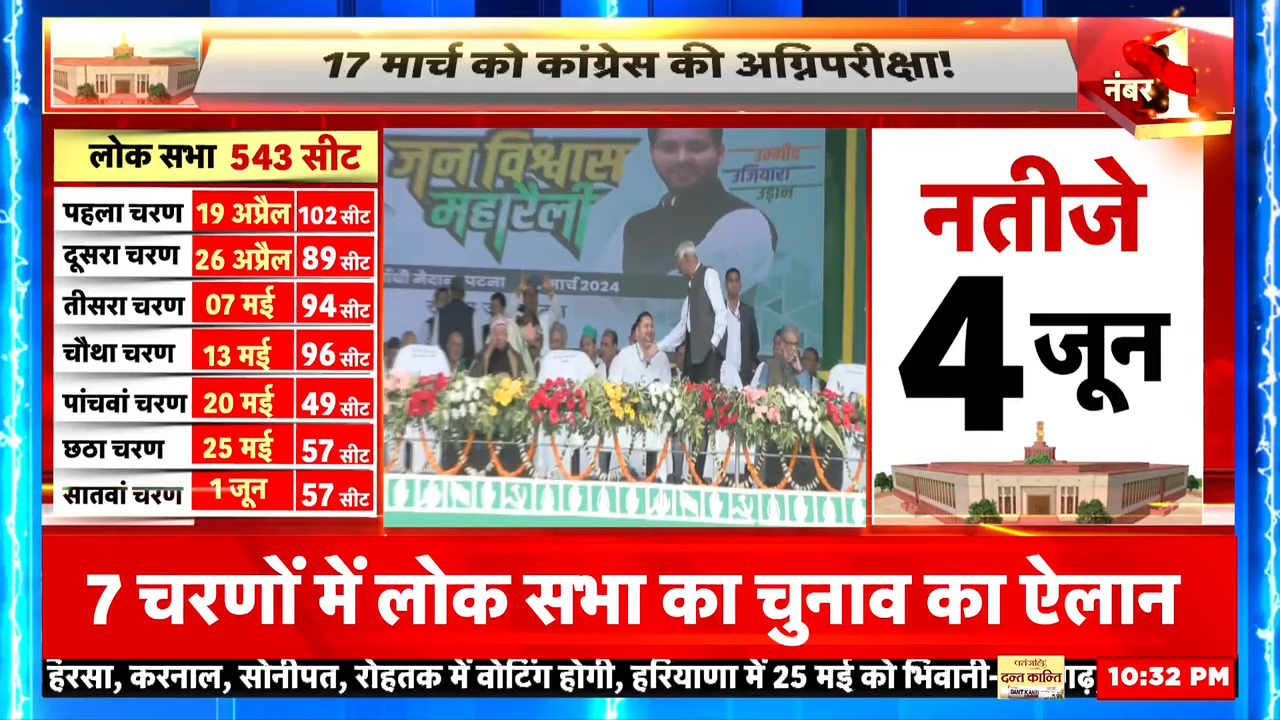 17 मार्च को कांग्रेस की अग्निपरीक्षा!
नंबर 1
लोक सभा 543 सीट
पहला चरण 19 अप्रैल 102 सीट
दूसरा चरण 26 अप्रैल 89 सीट
तीसरा चरण 07 मई 94 सीट
चौथा चरण 13 मई 96 सीट
पांचवां चरण 20 मई 49 सीट
छठा चरण 25 मई 57 सीट
सातवां चरण 1 जून 57 सीट
जन विश्वास
महारैली
उम्मीद
उजियारा
उड़ान
मैदान, पटना मार्च 2024
नतीजे
4 जून
7 चरणों में लोक सभा का चुनाव का ऐलान
हिरसा, करनाल, सोनीपत, रोहतक में वोटिंग होगी, हरियाणा में 25 मई को भिवानी-
पतंजलि
दन्त कान्ति
DANT KANTI
10:32 PM